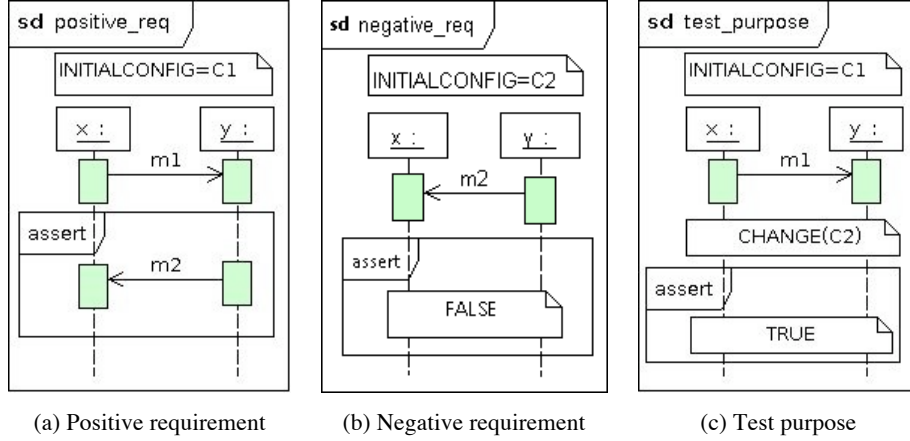 sd positive_req
INITIALCONFIG=C1
x :
y :
m1
assert
m2
(a) Positive requirement
sd negative_req
INITIALCONFIG=C2
x :
y :
m2
assert
FALSE
(b) Negative requirement
sd test_purpose
INITIALCONFIG=C1
x :
y :
m1
CHANGE(C2)
assert
TRUE
(c) Test purpose